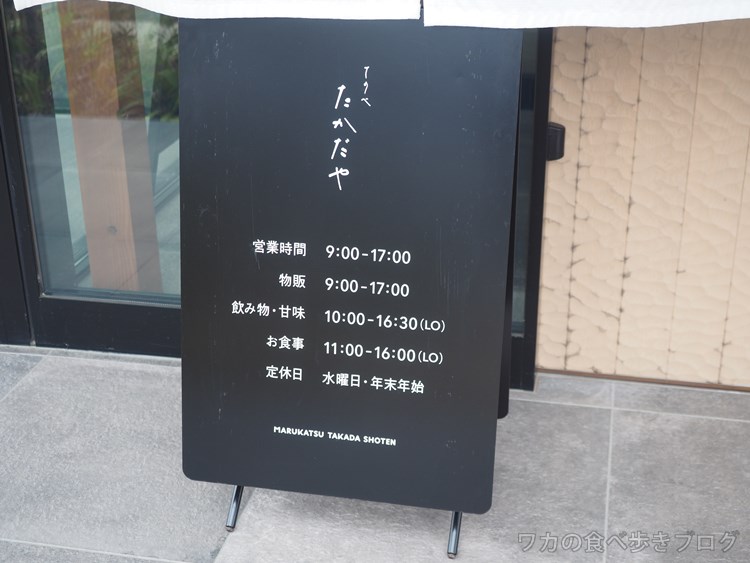 てのべ
たかだや
営業時間 9:00-17:00
物販 9:00-17:00
飲み物・甘味 10:00-16:30(LO)
お食事 11:00-16:00(LO)
定休日 水曜日・年末年始
MARUKATSU TAKADA SHOTEN
ワカの食べ歩きブログ